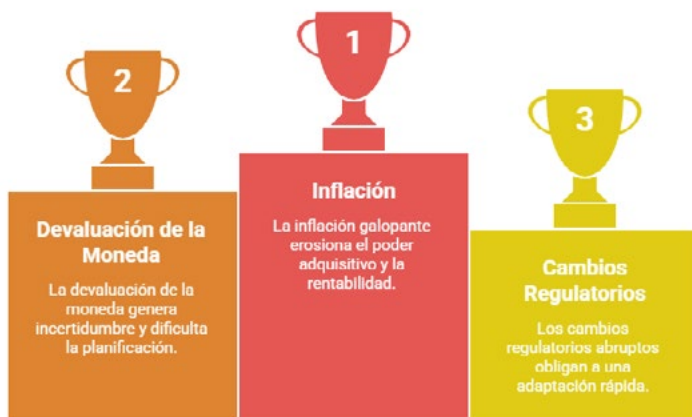 2
Devaluación de la
Moneda
La devaluación de la
moneda genera
incertidumbre y dificulta
la planificación.
1
Inflación
La inflación galopante
erosiona el poder
adquisitivo y la
rentabilidad.
3
Cambios
Regulatorios
Los cambios
regulatorios abruptos
obligan a una
adaptación rápida.